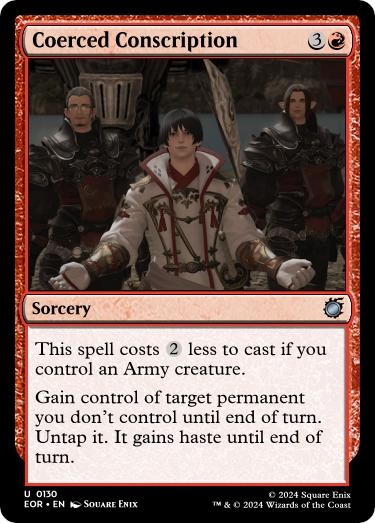 Coerced Conscription 3
Sorcery
This spell costs 2 less to cast if you
control an Army creature.
Gain control of target permanent
you don't control until end of turn.
Untap it. It gains haste until end of
turn.
U 0130
EOR • EN Square Enix
© 2024 Square Enix
™ & © 2024 Wizards of the Coast